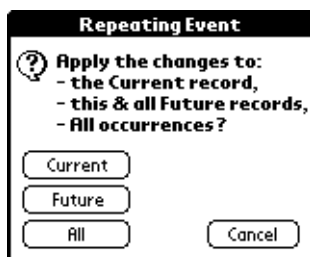 Repeating Event
Apply the changes to:
- the Current record,
- this & all Future records,
- All occurrences?
Current
Future
All
Cancel